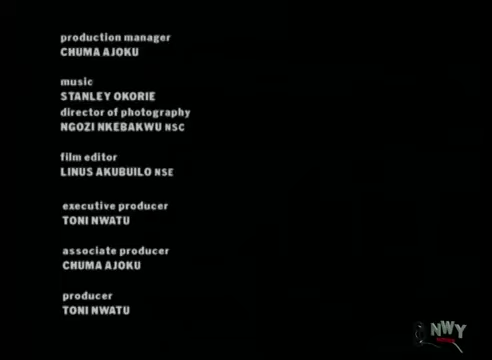 production manager
CHUMA AJOKU
music
STANLEY OKORIE
director of photography
NGOZI NKEBAKWU NSC
film editor
LINUS AKUBUILO NSE
executive producer
TONI NWATU
associate producer
CHUMA AJOKU
producer
TONI NWATU
NWY